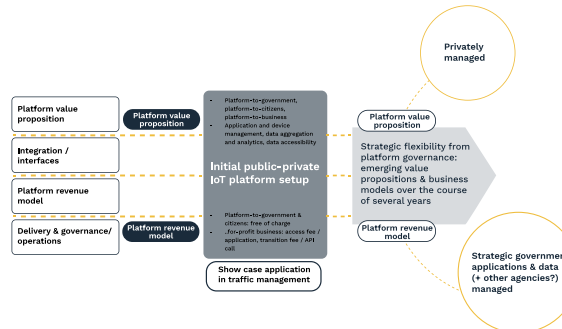 Privately
managed
Platform value
proposition
Integration /
interfaces
Platform revenue
model
Delivery & governance/
operations
Platform value
proposition
Platform revenue
model
- Platform-to-government,
platform-to-citizens,
platform-to-business
- Application and device
management, data aggregation
and analytics, data accessibility
Initial public-private
IoT platform setup
- Platform-to-government &
citizens: free of charge
- .for-profit business: access fee /
application, transition fee / API
call
Show case application
in traffic management
Platform value
proposition
Strategic flexibility from
platform governance:
emerging value
propositions & business
models over the course
of several years
Platform revenue
model
Strategic government
applications & data
(+ other agencies?)
managed